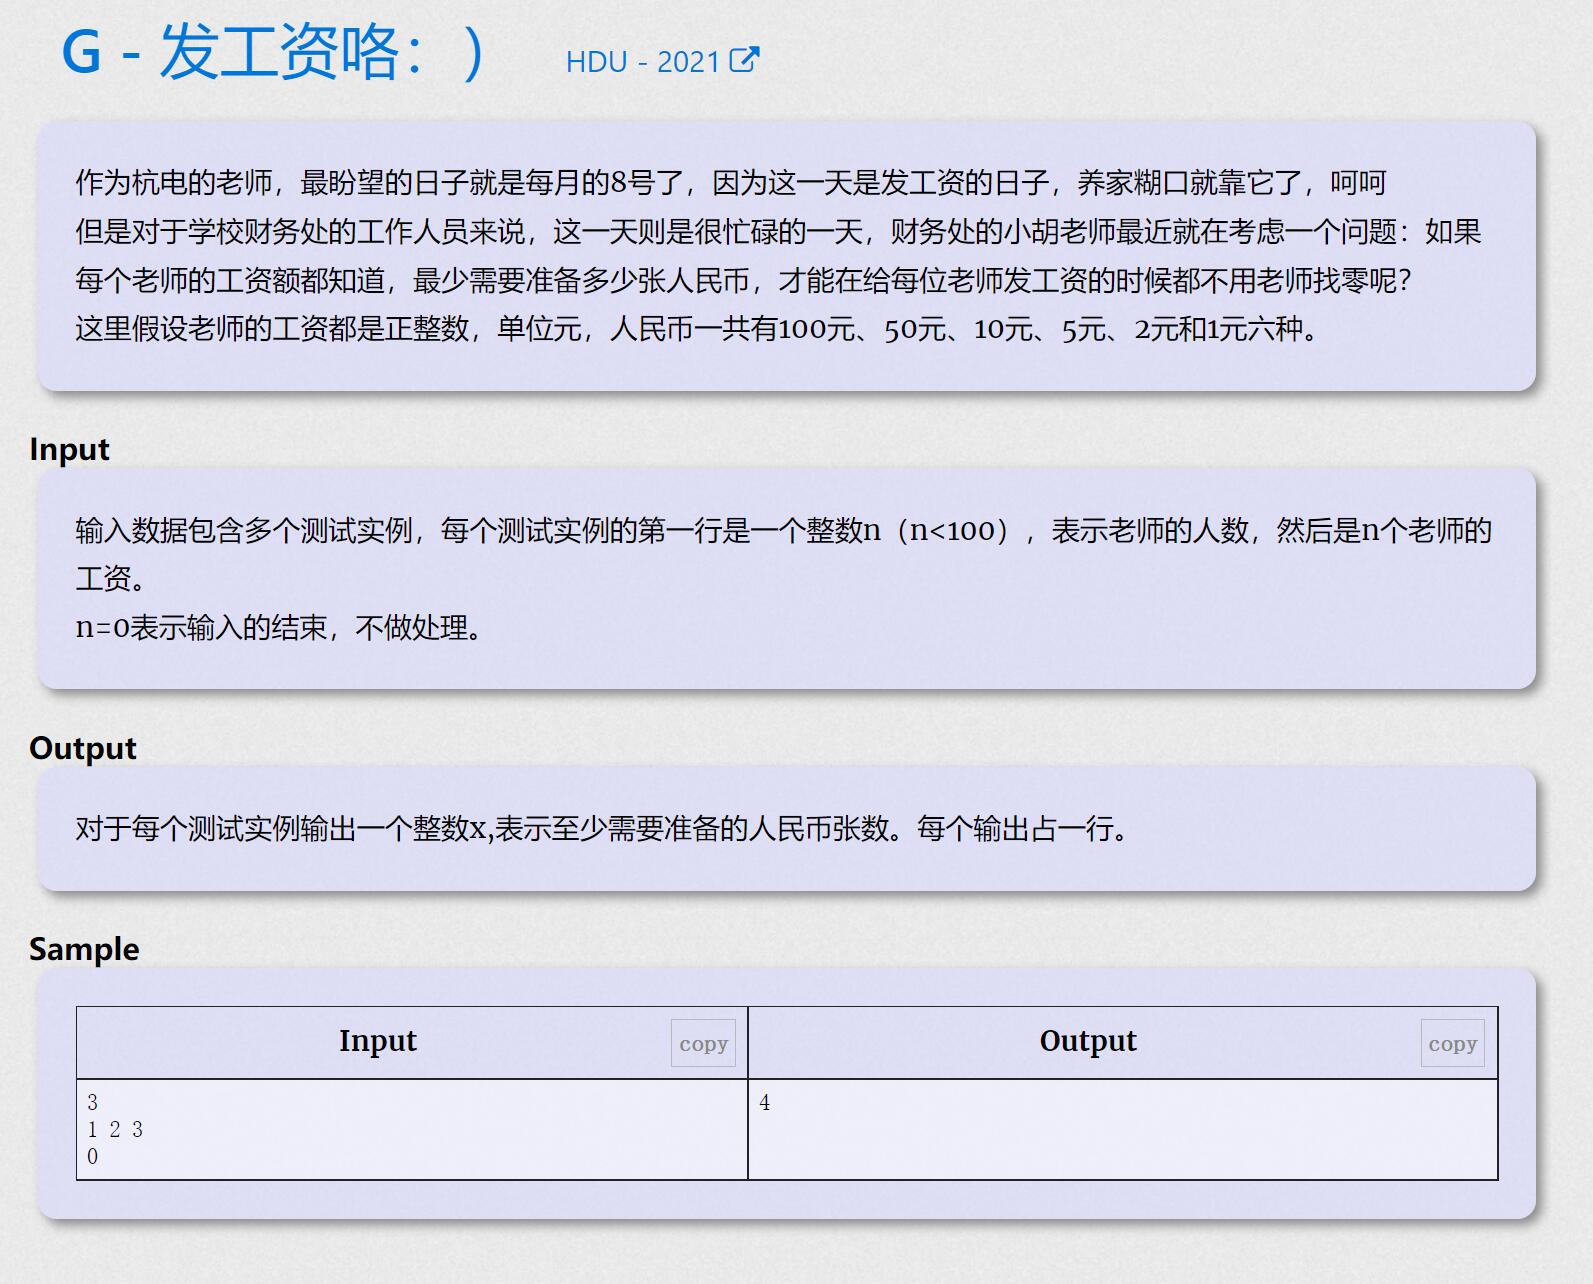 G - 发工资咯：） HDU - 2021
作为杭电的老师，最盼望的日子就是每月的8号了，因为这一天是发工资的日子，养家糊口就靠它了，呵呵
但是对于学校财务处的工作人员来说，这一天则是很忙碌的一天，财务处的小胡老师最近就在考虑一个问题：如果
每个老师的工资额都知道，最少需要准备多少张人民币，才能在给每位老师发工资的时候都不用老师找零呢？
这里假设老师的工资都是正整数，单位元，人民币一共有100元、50元、10元、5元、2元和1元六种。
Input
输入数据包含多个测试实例，每个测试实例的第一行是一个整数n（n<100），表示老师的人数，然后是n个老师的
工资。
n=0表示输入的结束，不做处理。
Output
对于每个测试实例输出一个整数x,表示至少需要准备的人民币张数。每个输出占一行。
Sample
Input copy Output copy
3 4
1 2 3
0